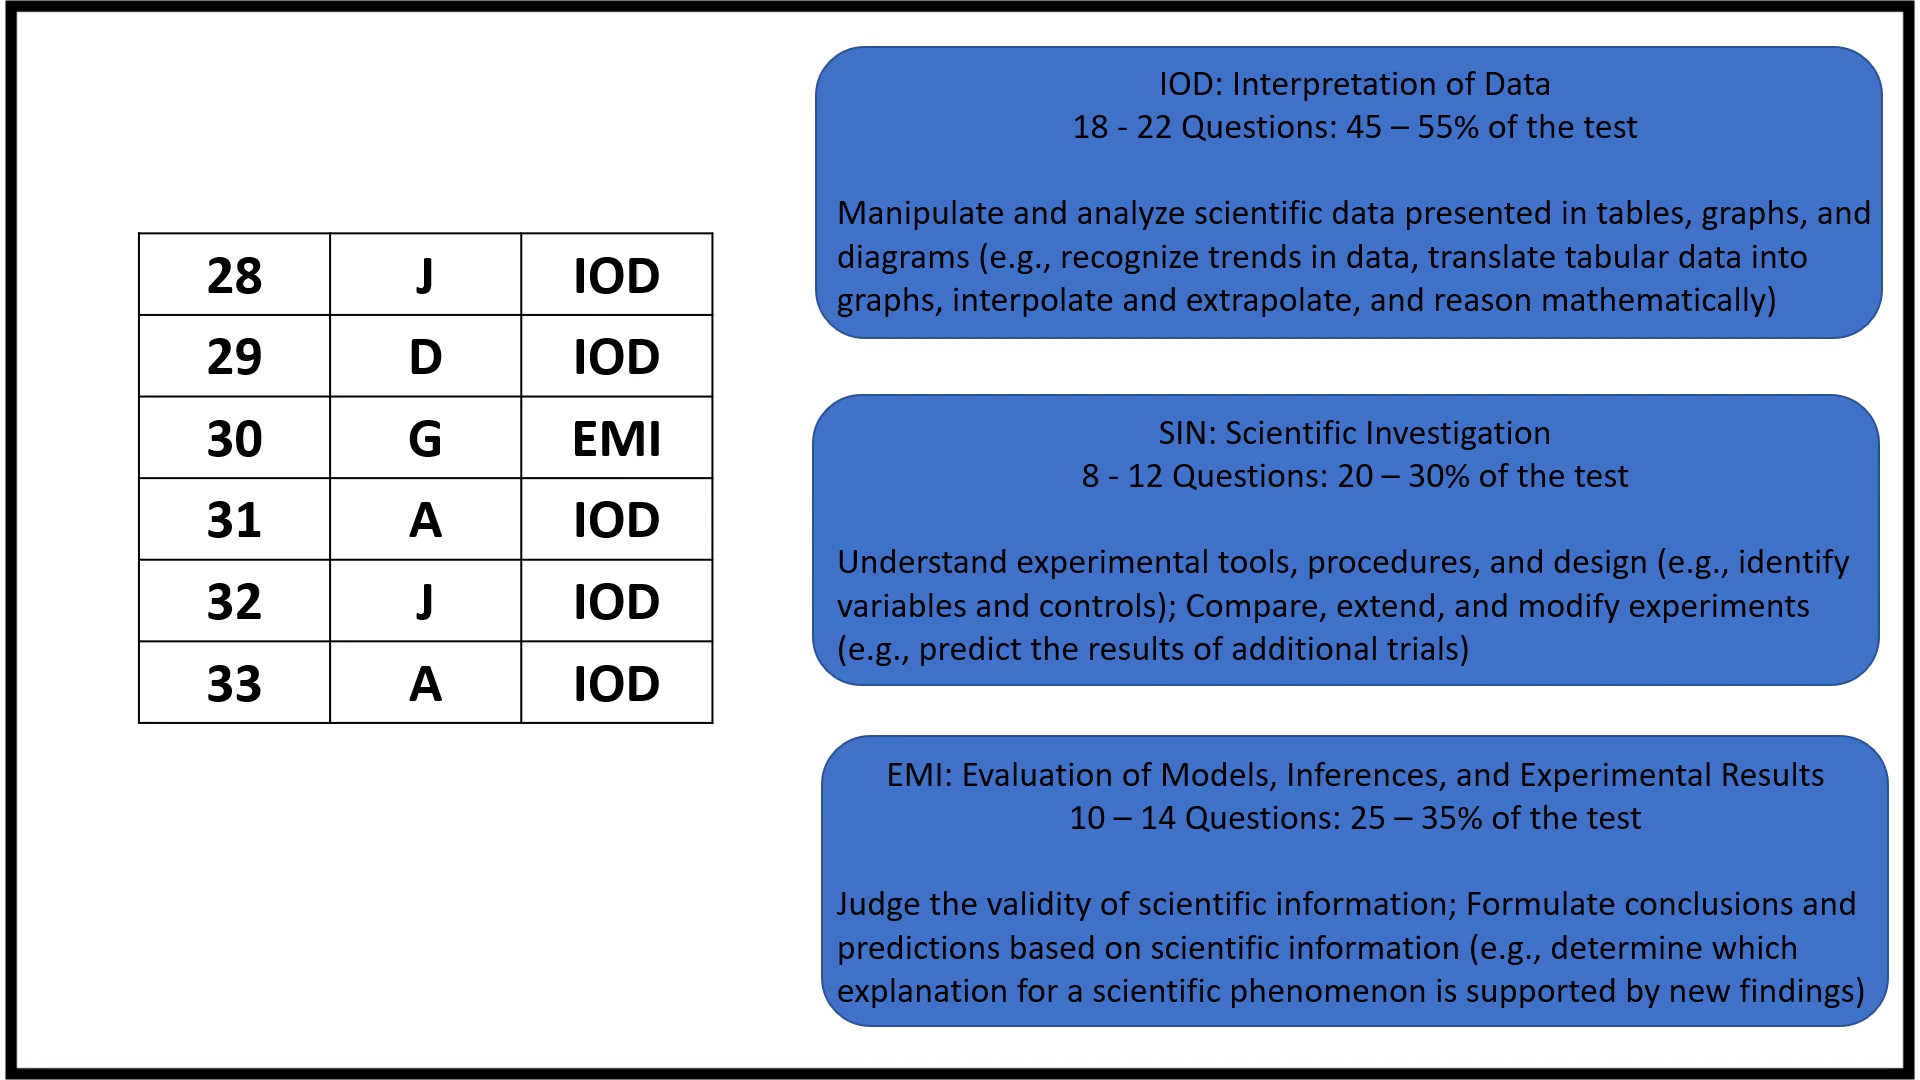 28 J IOD
29 D IOD
30 G EMI
31 A IOD
32 J IOD
33 A IOD
IOD: Interpretation of Data
18 - 22 Questions: 45 – 55% of the test
Manipulate and analyze scientific data presented in tables, graphs, and
diagrams (e.g., recognize trends in data, translate tabular data into
graphs, interpolate and extrapolate, and reason mathematically)
SIN: Scientific Investigation
8 - 12 Questions: 20 – 30% of the test
Understand experimental tools, procedures, and design (e.g., identify
variables and controls); Compare, extend, and modify experiments
(e.g., predict the results of additional trials)
EMI: Evaluation of Models, Inferences, and Experimental Results
10 – 14 Questions: 25 – 35% of the test
Judge the validity of scientific information; Formulate conclusions and
predictions based on scientific information (e.g., determine which
explanation for a scientific phenomenon is supported by new findings)